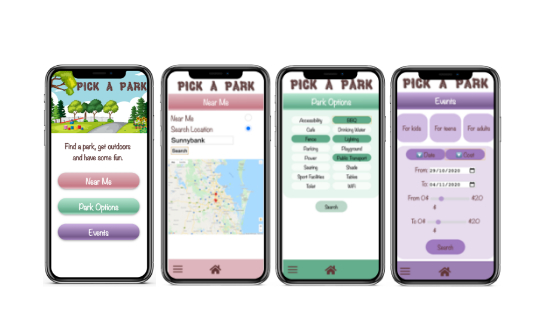 PICK A PARK
Find a park, get outdoors
and have some fun.
Near Me
Park Options
Events
PICK A PARK
Near Me
Near Me
Search Location
Sunnybank
Search
PICK A PARK
Park Options
Accessibility
BBQ
Cafe
Drinking Water
Fence
Lighting
Parking
Playground
Power
Public Transport
Seating
Shade
Sport Facilities
Tables
Toilet
WiFi
Search
PICK A PARK
Events
For kids
For teens
For adults
Date
Cost
From:
To: 04/11/2020
From 0#
#20
To 0#
#20
Search